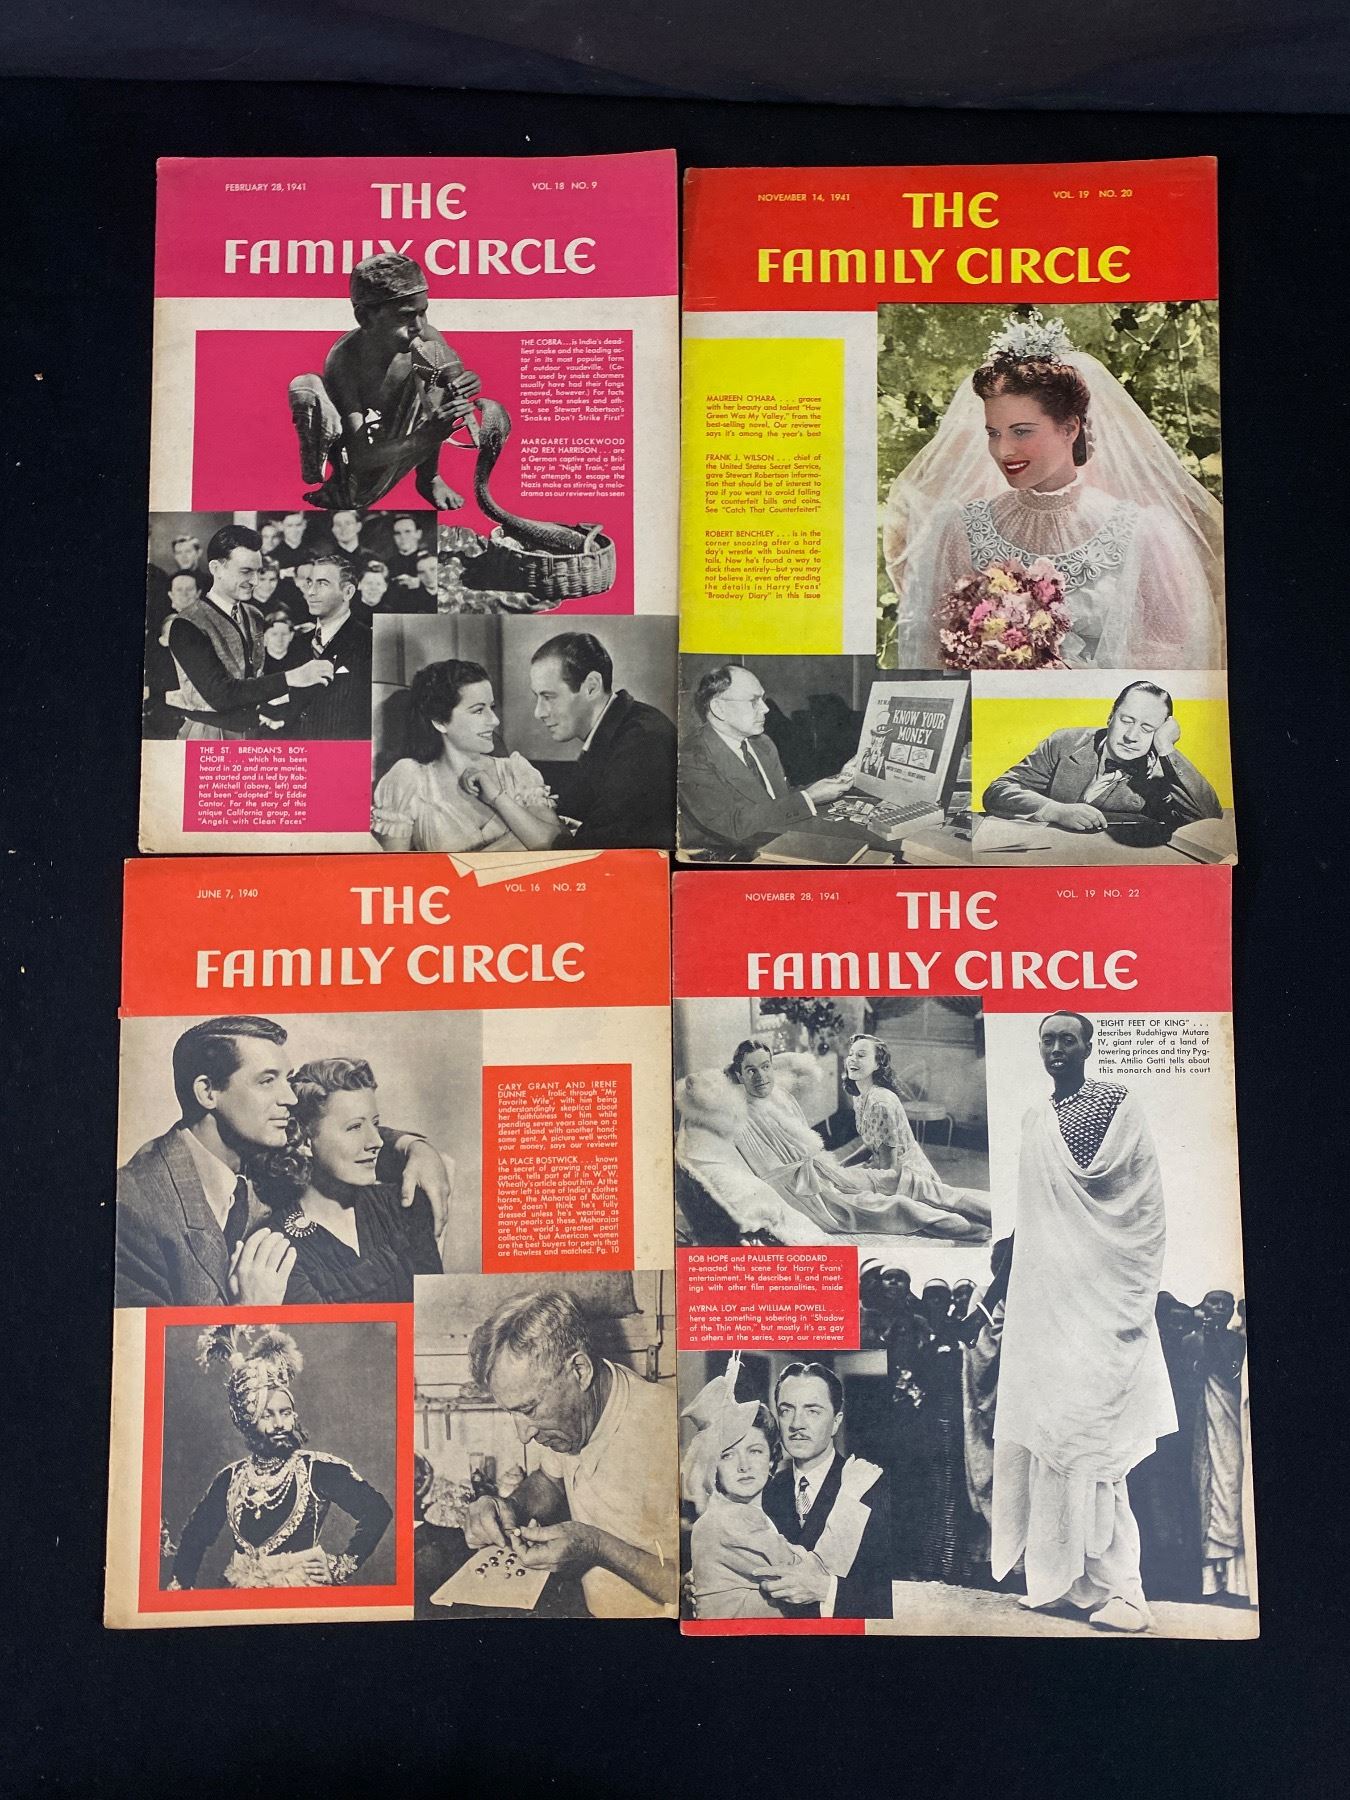 FEBRUARY 28, 1941
VOL. 18 NO. 9
THE
FAMILY CIRCLE
THE COBRA...is India's dead-
liest snake and the leading ac-
tor in its most popular form
of outdoor vaudeville. (Co-
bras used by snake charmers
usually have had their fangs
removed, however.) For facts
about these snakes and oth-
ers, see Stewart Robertson's
"Snakes Don't Strike First"
MARGARET LOCKWOOD
AND REX HARRISON...are
a German captive and a Brit-
ish spy in "Night Train," and
their attempts to escape the
Nazis make as stirring a melo-
drama as our reviewer has seen
THE ST. BRENDAN'S BOY-
CHOIR...which has been
heard in 20 and more movies,
was started and is led by Rob-
ert Mitchell (above, left) and
has been "adopted" by Eddie
Cantor. For the story of this
unique California group, see
"Angels with Clean Faces"
NOVEMBER 14, 1941
VOL. 19 NO. 20
THE
FAMILY CIRCLE
MAUREEN O'HARA...graces
with her beauty and talent "How
Green Was My Valley," from the
best-selling novel. Our reviewer
says it's among the year's best
FRANK J. WILSON...chief of
the United States Secret Service,
gave Stewart Robertson informa-
tion that should be of interest to
you if you want to avoid falling
for counterfeit bills and coins.
See "Catch That Counterfeiter!"
ROBERT BENCHLEY...is in the
corner snoozing after a hard
day's wrestle with business de-
tails. Now he's found a way to
duck them entirely—but you may
not believe it, even after reading
the details in Harry Evans'
"Broadway Diary" in this issue
KNOW YOUR
MONEY
JUNE 7, 1940
VOL. 16 NO. 23
THE
FAMILY CIRCLE
CARY GRANT AND IRENE
DUNNE...frolic through "My
Favorite Wife", with him being
understandingly skeptical about
her faithfulness to him while
spending seven years alone on a
desert island with another hand-
some gent. A picture well worth
your money, says our reviewer
LA PLACE BOSTWICK...knows
the secret of growing real gem
pearls, tells part of it in W. W.
Wheatly's article about him. At the
lower left is one of India's clothes
horses, the Maharaja of Rutlam,
who doesn't think he's fully
dressed unless he's wearing as
many pearls as these. Maharajas
are the world's greatest pearl
collectors, but American women
are the best buyers for pearls that
are flawless and matched. Pg. 10
NOVEMBER 28, 1941
VOL. 19 NO. 22
THE
FAMILY CIRCLE
"EIGHT FEET OF KING"...
describes Rudahigwa Mutare
IV, giant ruler of a land of
towering princes and tiny Pyg-
mies. Attilio Gatti tells about
this monarch and his court
BOB HOPE and PAULETTE GODDARD...
re-enacted this scene for Harry Evans'
entertainment. He describes it, and meet-
ings with other film personalities, inside
MYRNA LOY and WILLIAM POWELL...
here see something sobering in "Shadow
of the Thin Man," but mostly it's as gay
as others in the series, says our reviewer